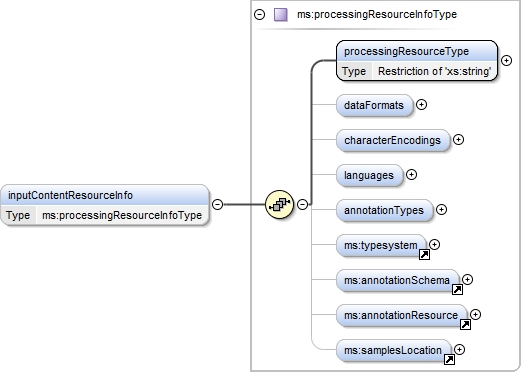 ms:processingResourceInfoType
processingResourceType
Type Restriction of 'xs:string'
dataFormats
characterEncodings
languages
inputContentResourceInfo
Type ms:processingResourceInfoType
annotationTypes
ms:typesystem
ms:annotationSchema
ms:annotationResource
ms:samplesLocation